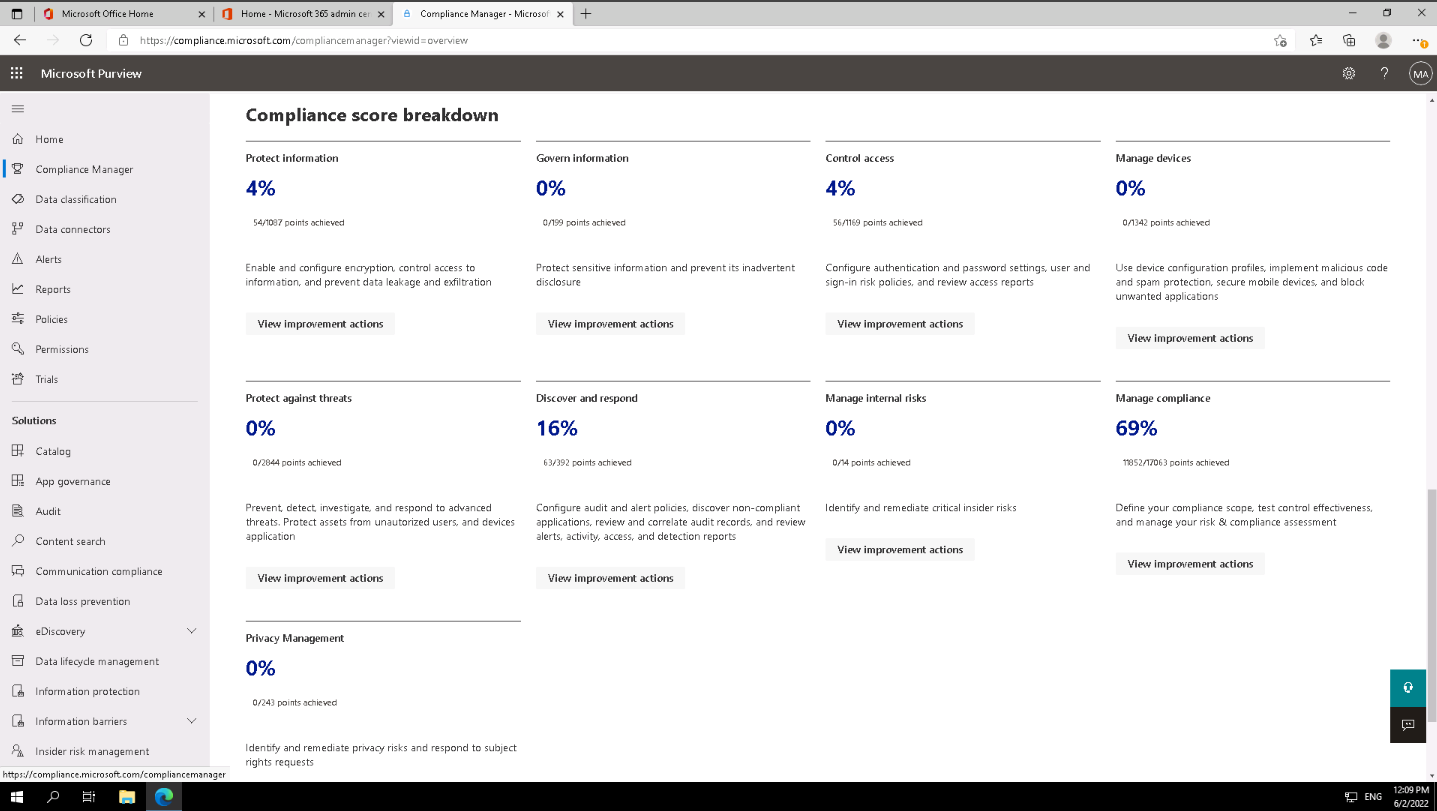 Microsoft Office Home
Home - Microsoft 365 admin cen
Compliance Manager - Microsof
https://compliance.microsoft.com/compliancemanager?viewid=overview
Microsoft Purview
MA
Home
Compliance Manager
Data classification
Data connectors
Alerts
Reports
Policies
Permissions
Trials
Solutions
Catalog
App governance
Audit
Content search
Communication compliance
Data loss prevention
eDiscovery
Data lifecycle management
Information protection
Information barriers
Insider risk management
https://compliance.microsoft.com/compliancemanager
Compliance score breakdown
Protect information
4%
54/1087 points achieved
Enable and configure encryption, control access to
information, and prevent data leakage and exfiltration
View improvement actions
Govern information
0%
0/199 points achieved
Protect sensitive information and prevent its inadvertent
disclosure
View improvement actions
Control access
4%
56/1169 points achieved
Configure authentication and password settings, user and
sign-in risk policies, and review access reports
View improvement actions
Manage devices
0%
0/1342 points achieved
Use device configuration profiles, implement malicious code
and spam protection, secure mobile devices, and block
unwanted applications
View improvement actions
Protect against threats
0%
0/2844 points achieved
Prevent, detect, investigate, and respond to advanced
threats. Protect assets from unautorized users, and devices
application
View improvement actions
Discover and respond
16%
63/392 points achieved
Configure audit and alert policies, discover non-compliant
applications, review and correlate audit records, and review
alerts, activity, access, and detection reports
View improvement actions
Manage internal risks
0%
0/14 points achieved
Identify and remediate critical insider risks
View improvement actions
Manage compliance
69%
11852/17063 points achieved
Define your compliance scope, test control effectiveness,
and manage your risk & compliance assessment
View improvement actions
Privacy Management
0%
0/243 points achieved
Identify and remediate privacy risks and respond to subject
rights requests
ENG
12:09 PM
6/2/2022